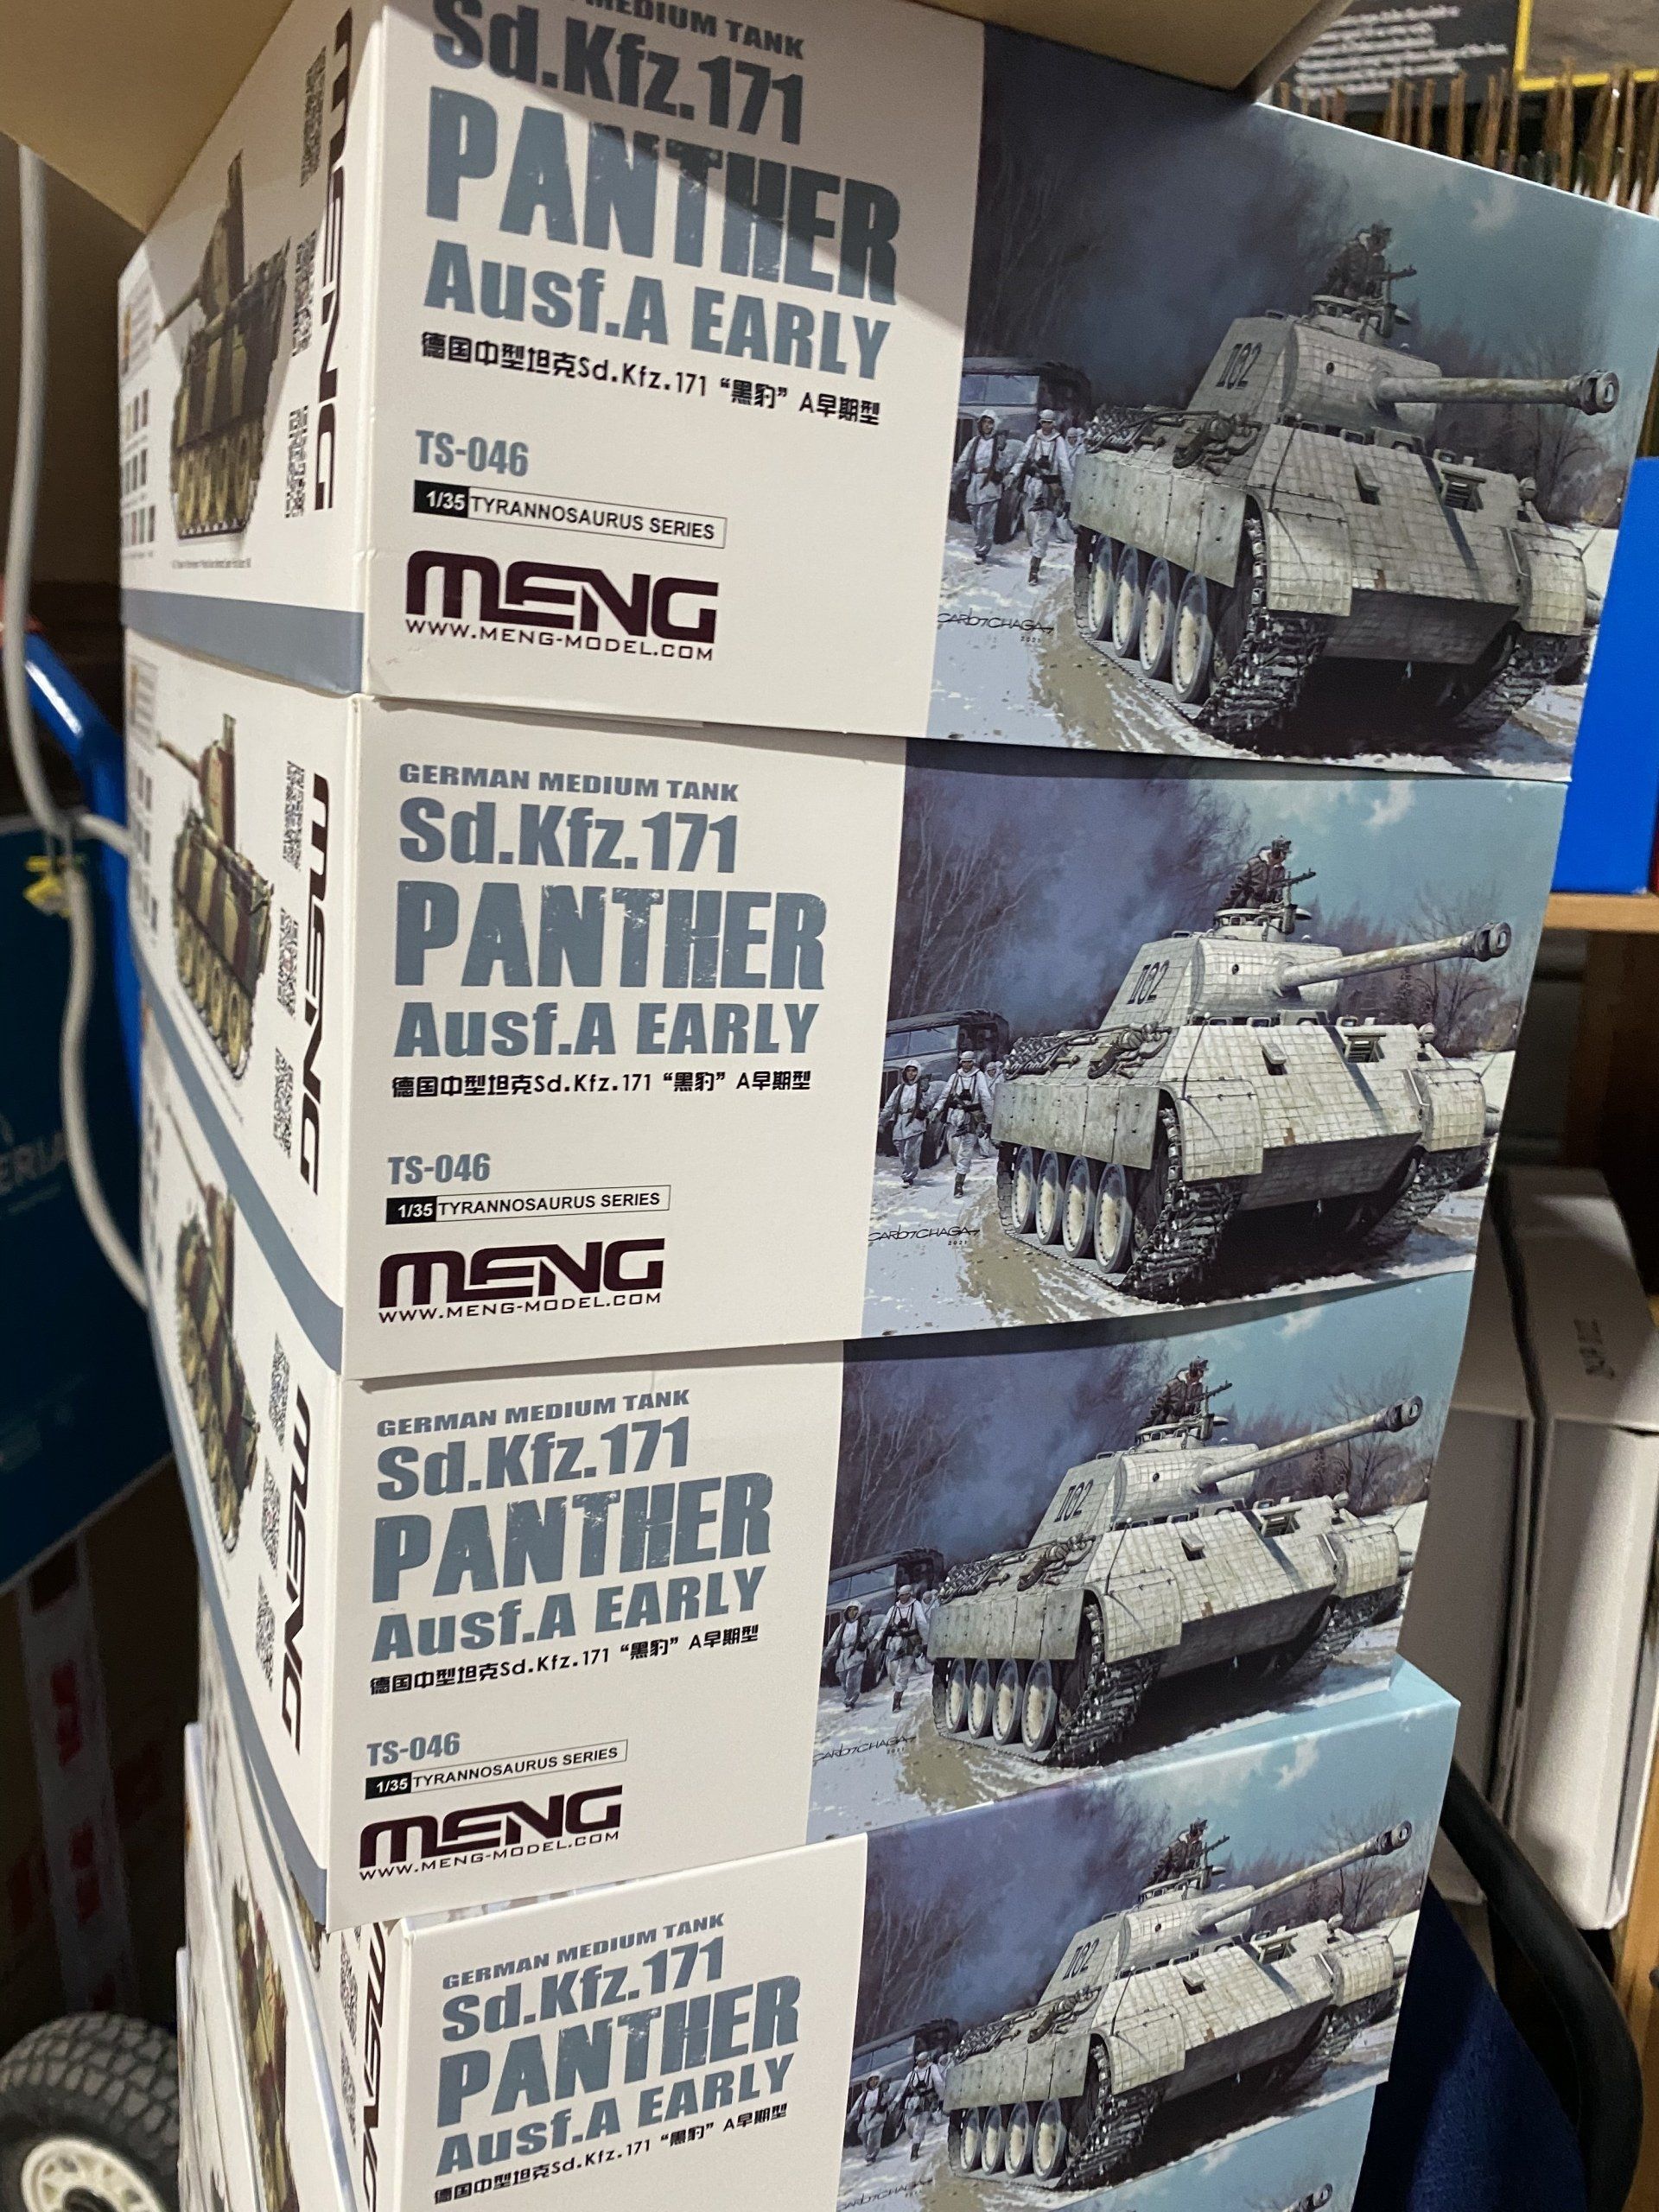 MEDIUM TANK
Sd.Kfz.171
PANTHER
Ausf.A EARLY
德国中型坦克Sd.Kfz.171“黑豹”A早期型
TS-046
1/35 TYRANNOSAURUS SERIES
MENG
WWW.MENG-MODEL.COM
MENG
GERMAN MEDIUM TANK
Sd.Kfz.171
PANTHER
Ausf.A EARLY
德国中型坦克Sd.Kfz.171“黑豹”A早期型
TS-046
1/35 TYRANNOSAURUS SERIES
MENG
WWW.MENG-MODEL.COM
MENG
GERMAN MEDIUM TANK
Sd.Kfz.171
PANTHER
Ausf.A EARLY
德国中型坦克Sd.Kfz.171“黑豹”A早期型
TS-046
1/35 TYRANNOSAURUS SERIES
MENG
WWW.MENG-MODEL.COM
MENG
GERMAN MEDIUM TANK
Sd.Kfz.171
PANTHER
Ausf.A EARLY
德国中型坦克Sd.Kfz.171“黑豹”A早期型
MENG